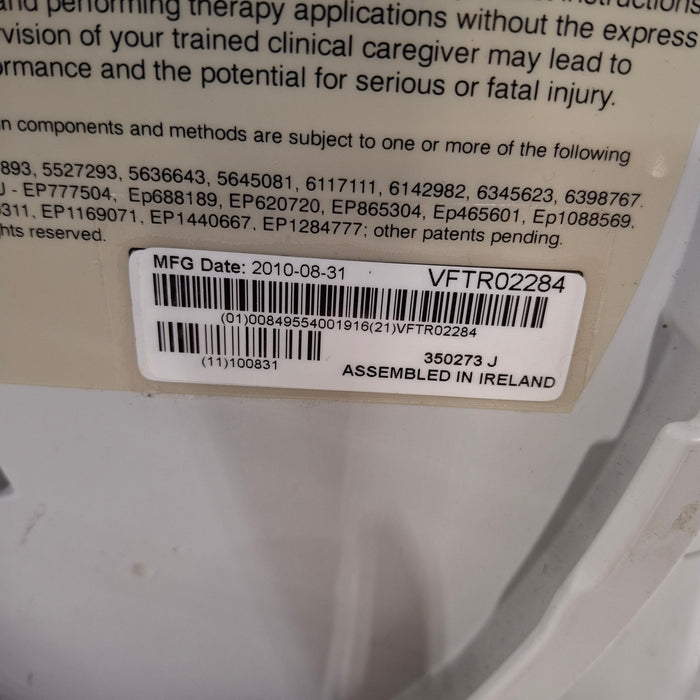 and performing therapy applications without the express
vision of your trained clinical caregiver may lead to
ormance and the potential for serious or fatal injury.
n components and methods are subject to one or more of the following
893, 5527293, 5636643, 5645081, 6117111, 6142982, 6345623, 6398767.
J - EP777504, Ep688189, EP620720, EP865304, Ep465601, Ep1088569.
311, EP1169071, EP1440667, EP1284777; other patents pending.
hts reserved.
MFG Date: 2010-08-31 VFTR02284
(01)00849554001916(21)VFTR02284
(11)100831
350273 J
ASSEMBLED IN IRELAND